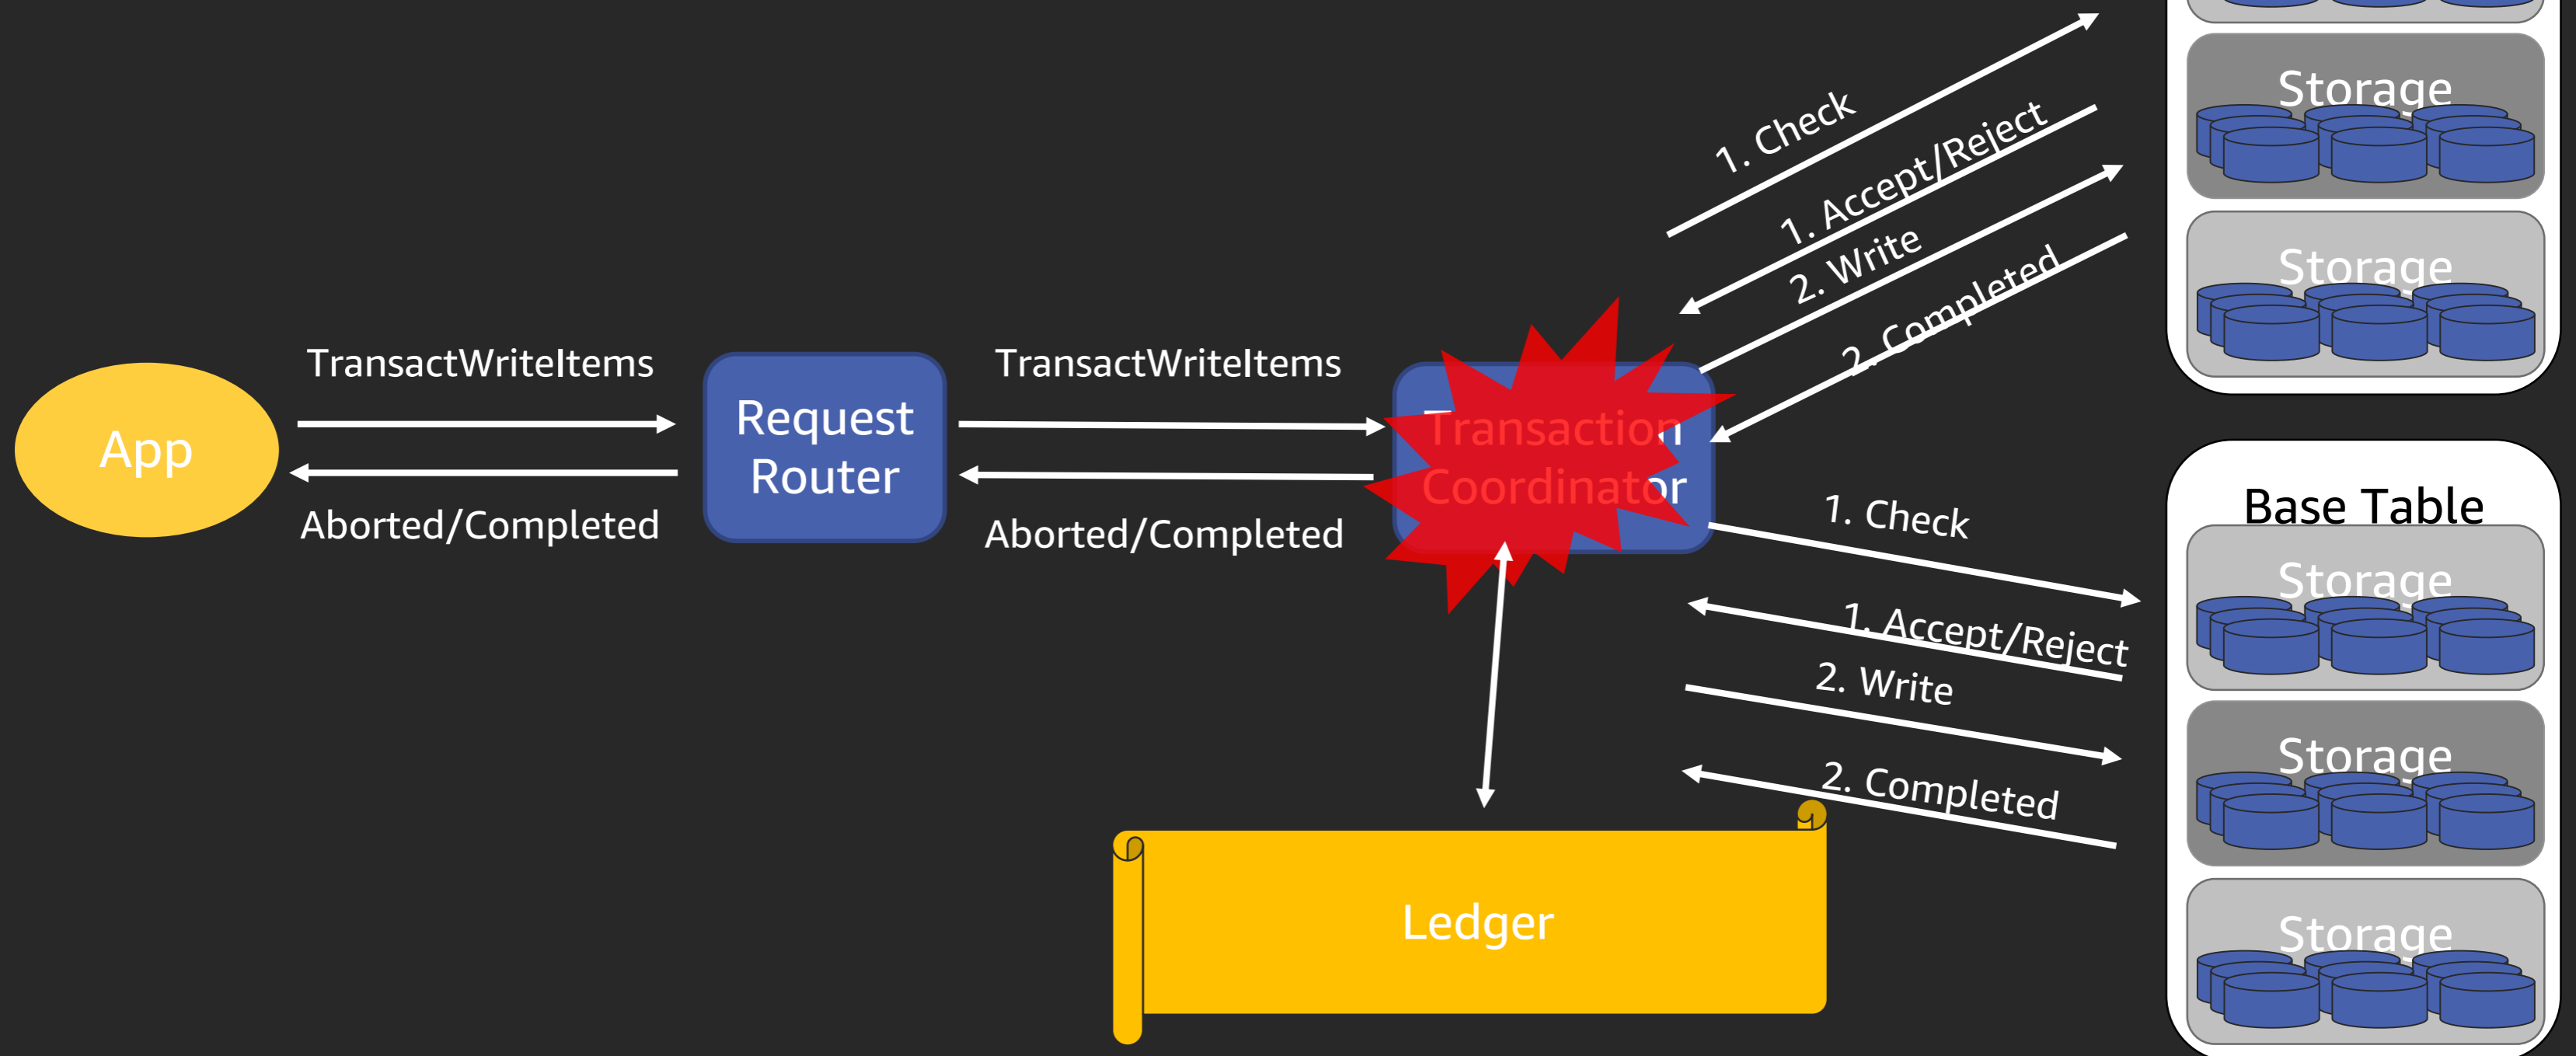 Storage
1. Check
1. Accept/Reject
2. Write
Storage
2. Completed
TransactWriteItems
TransactWriteItems
App
Request
Router
Transaction
Coordinator
Aborted/Completed
Aborted/Completed
1. Check
Base Table
Storage
1. Accept/Reject
2. Write
Storage
2. Completed
Ledger
Storage